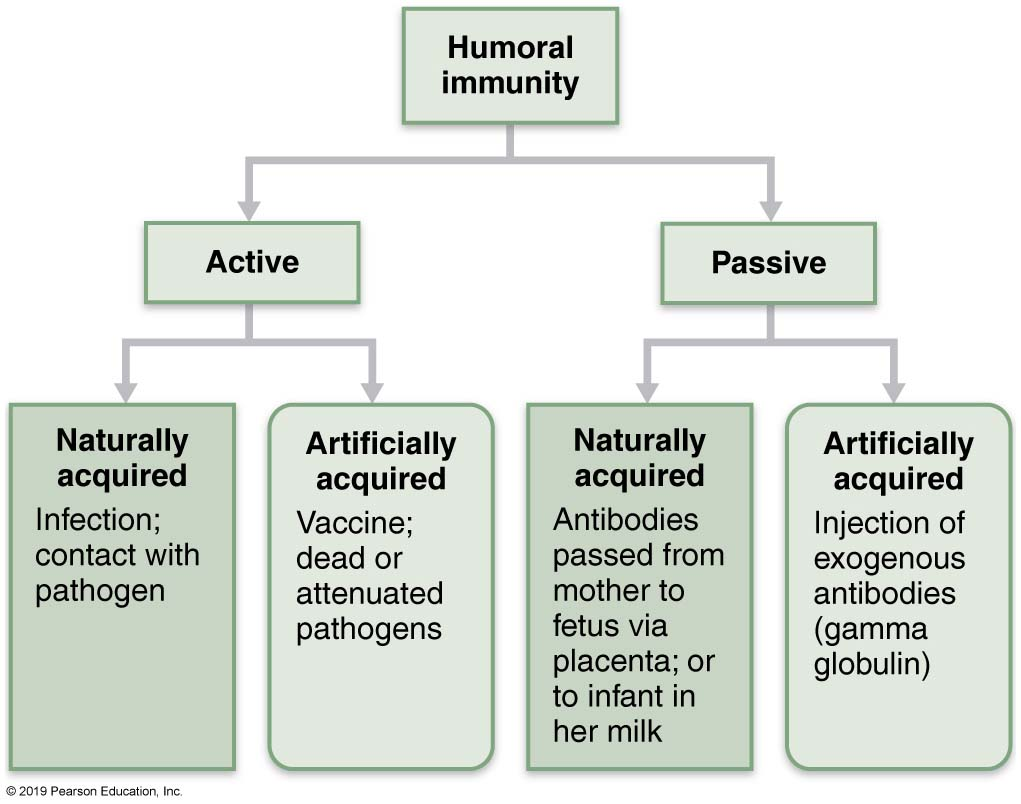 Humoral
immunity
Active
Passive
Naturally
acquired
Infection;
contact with
pathogen
Artificially
acquired
Vaccine;
dead or
attenuated
pathogens
Naturally
acquired
Antibodies
passed from
mother to
fetus via
placenta; or
to infant in
her milk
Artificially
acquired
Injection of
exogenous
antibodies
(gamma
globulin)
© 2019 Pearson Education, Inc.